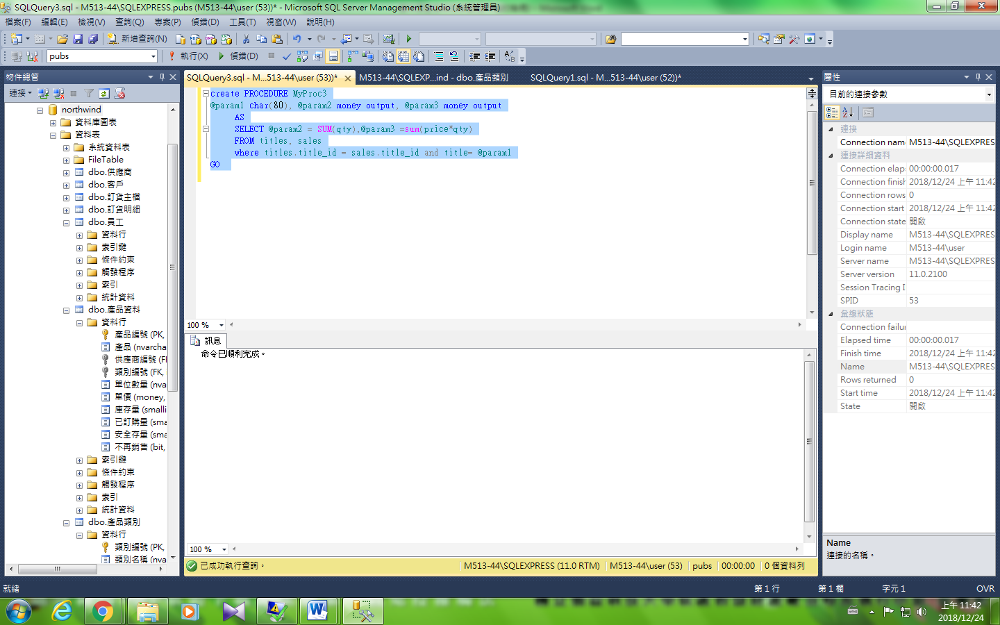 SQLQuery3.sql - M513-44\SQLEXPRESS.pubs (M513-44\user (53))* - Microsoft SQL Server Management Studio (系統管理員)
檔案(F) 編輯(E) 檢視(V) 查詢(Q) 專案(P) 偵錯(D) 工具(T) 視窗(W) 說明(H)
新增查詢(N)
pubs 執行(X) 偵錯(D)
物件總管
連接
northwind
資料庫圖表
資料表
系統資料表
FileTable
dbo.供應商
dbo.客戶
dbo.訂貨主檔
dbo.訂貨明細
dbo.員工
資料行
索引鍵
條件約束
觸發程序
索引
統計資料
dbo.產品資料
資料行
產品編號 (PK,
產品 (nvarcha
供應商編號 (FI
類別編號 (FK,
單位數量 (nva
單價 (money,
庫存量 (smalli
已訂購量 (sma
安全存量 (sma
不再銷售 (bit,
索引鍵
條件約束
觸發程序
索引
統計資料
dbo.產品類別
資料行
類別編號 (PK,
類別名稱 (nva
SQLQuery3.sql - M...513-44\user (53))* M513-44\SQLEXP...ind - dbo.產品類別 SQLQuery1.sql - M...513-44\user (52))*
create PROCEDURE MyProc3
@param1 char(80), @param2 money output, @param3 money output
AS
SELECT @param2 = SUM(qty),@param3 =sum(price*qty)
FROM titles, sales
where titles.title_id = sales.title_id and title= @param1
GO
100 %
訊息
命令已順利完成。
100 %
已成功執行查詢。 M513-44\SQLEXPRESS (11.0 RTM) M513-44\user (53) pubs 00:00:00 0 個資料列
屬性
目前的連接參數
連接
Connection nam M513-44\SQLEXPRES
連接詳細資料
Connection elap 00:00:00.017
Connection finish 2018/12/24 上午 11:42
Connection rows 0
Connection start 2018/12/24 上午 11:42
Connection state 開啟
Display name M513-44\SQLEXPRES
Login name M513-44\user
Server name M513-44\SQLEXPRES
Server version 11.0.2100
Session Tracing I
SPID 53
彙總狀態
Connection failur
Elapsed time 00:00:00.017
Finish time 2018/12/24 上午 11:42
Name M513-44\SQLEXPRES
Rows returned 0
Start time 2018/12/24 上午 11:42
State 開啟
Name
連接的名稱。
就緒 第 1 行 第 1 欄 字元 1 OVR
上午 11:42
2018/12/24